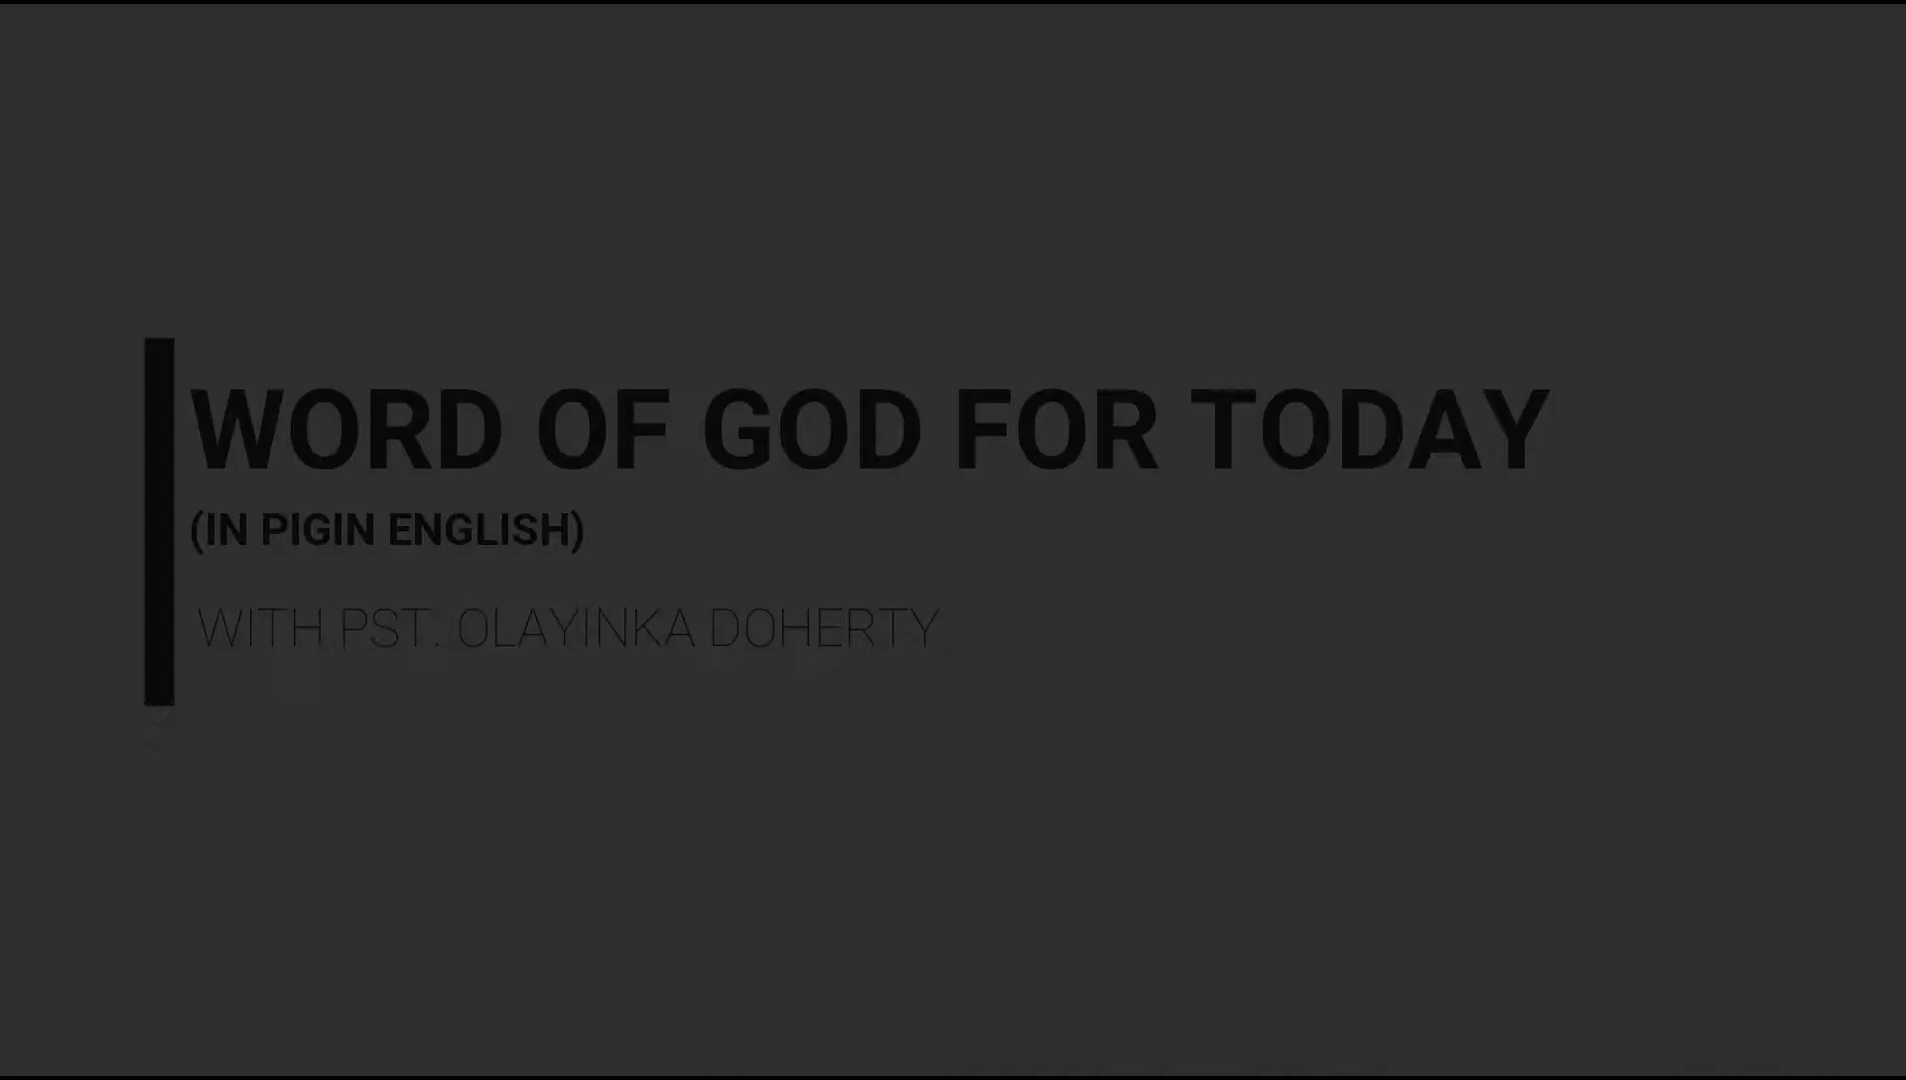 WORD OF GOD FOR TODAY
(IN PIGIN ENGLISH)
WITH PST. OLAYINKA DOHERTY